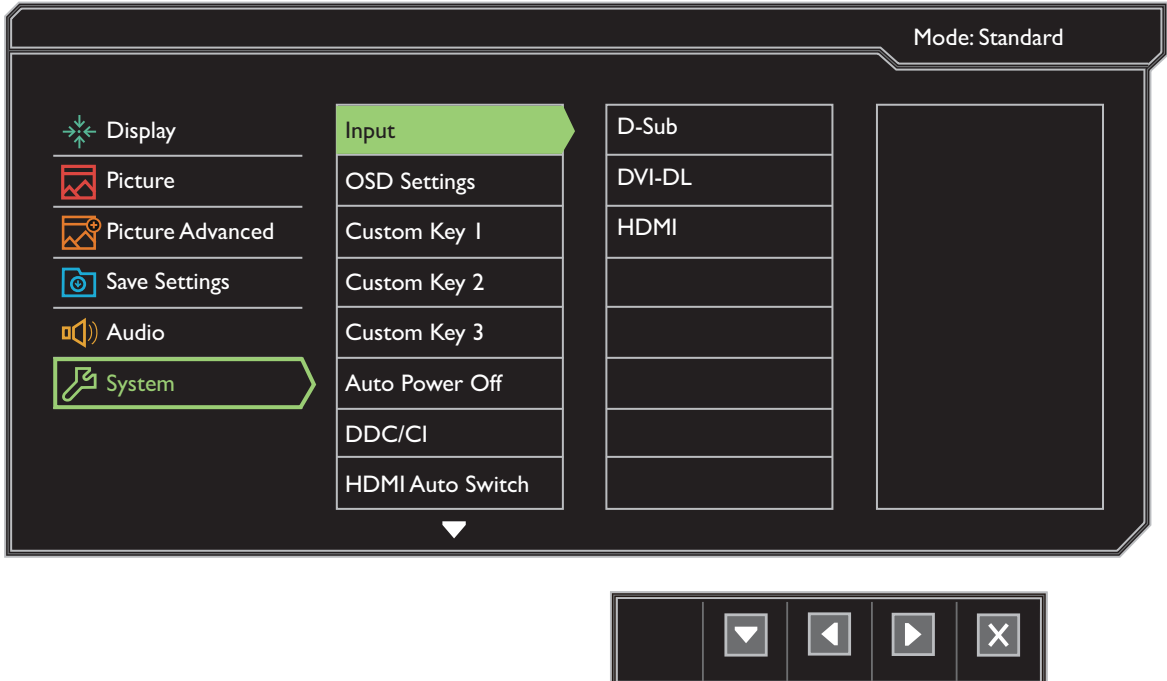 Mode: Standard
Display
Picture
Picture Advanced
Save Settings
Audio
System
Input
OSD Settings
Custom Key 1
Custom Key 2
Custom Key 3
Auto Power Off
DDC/CI
HDMI Auto Switch
D-Sub
DVI-DL
HDMI